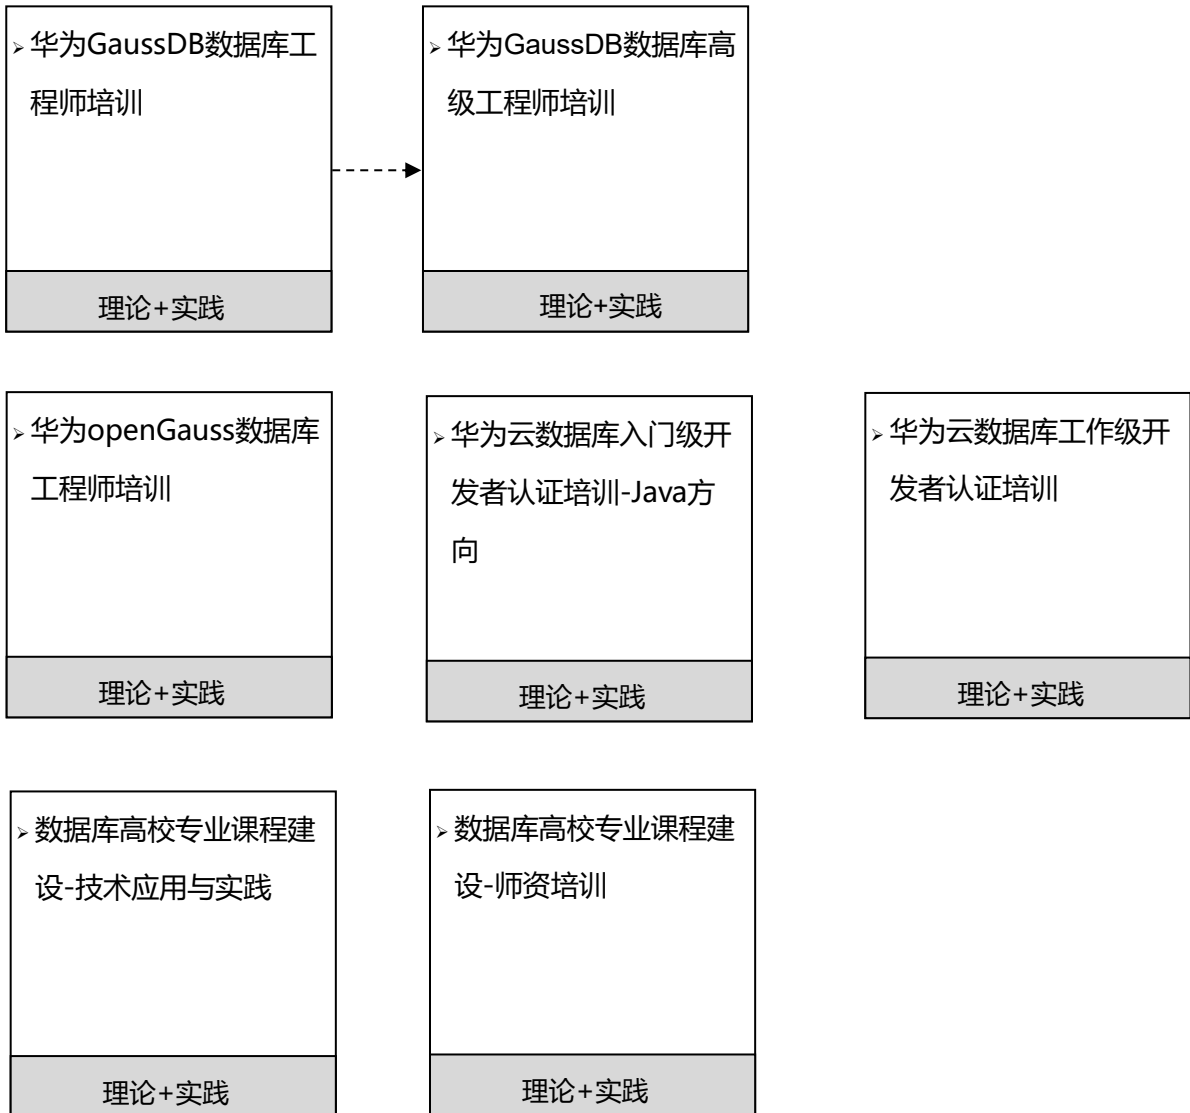 ➢ 华为GaussDB数据库工
程师培训
理论+实践
➢ 华为GaussDB数据库高
级工程师培训
理论+实践
➢ 华为openGauss数据库
工程师培训
理论+实践
➢ 华为云数据库入门级开
发者认证培训-Java方
向
理论+实践
➢ 华为云数据库工作级开
发者认证培训
理论+实践
➢ 数据库高校专业课程建
设-技术应用与实践
理论+实践
➢ 数据库高校专业课程建
设-师资培训
理论+实践